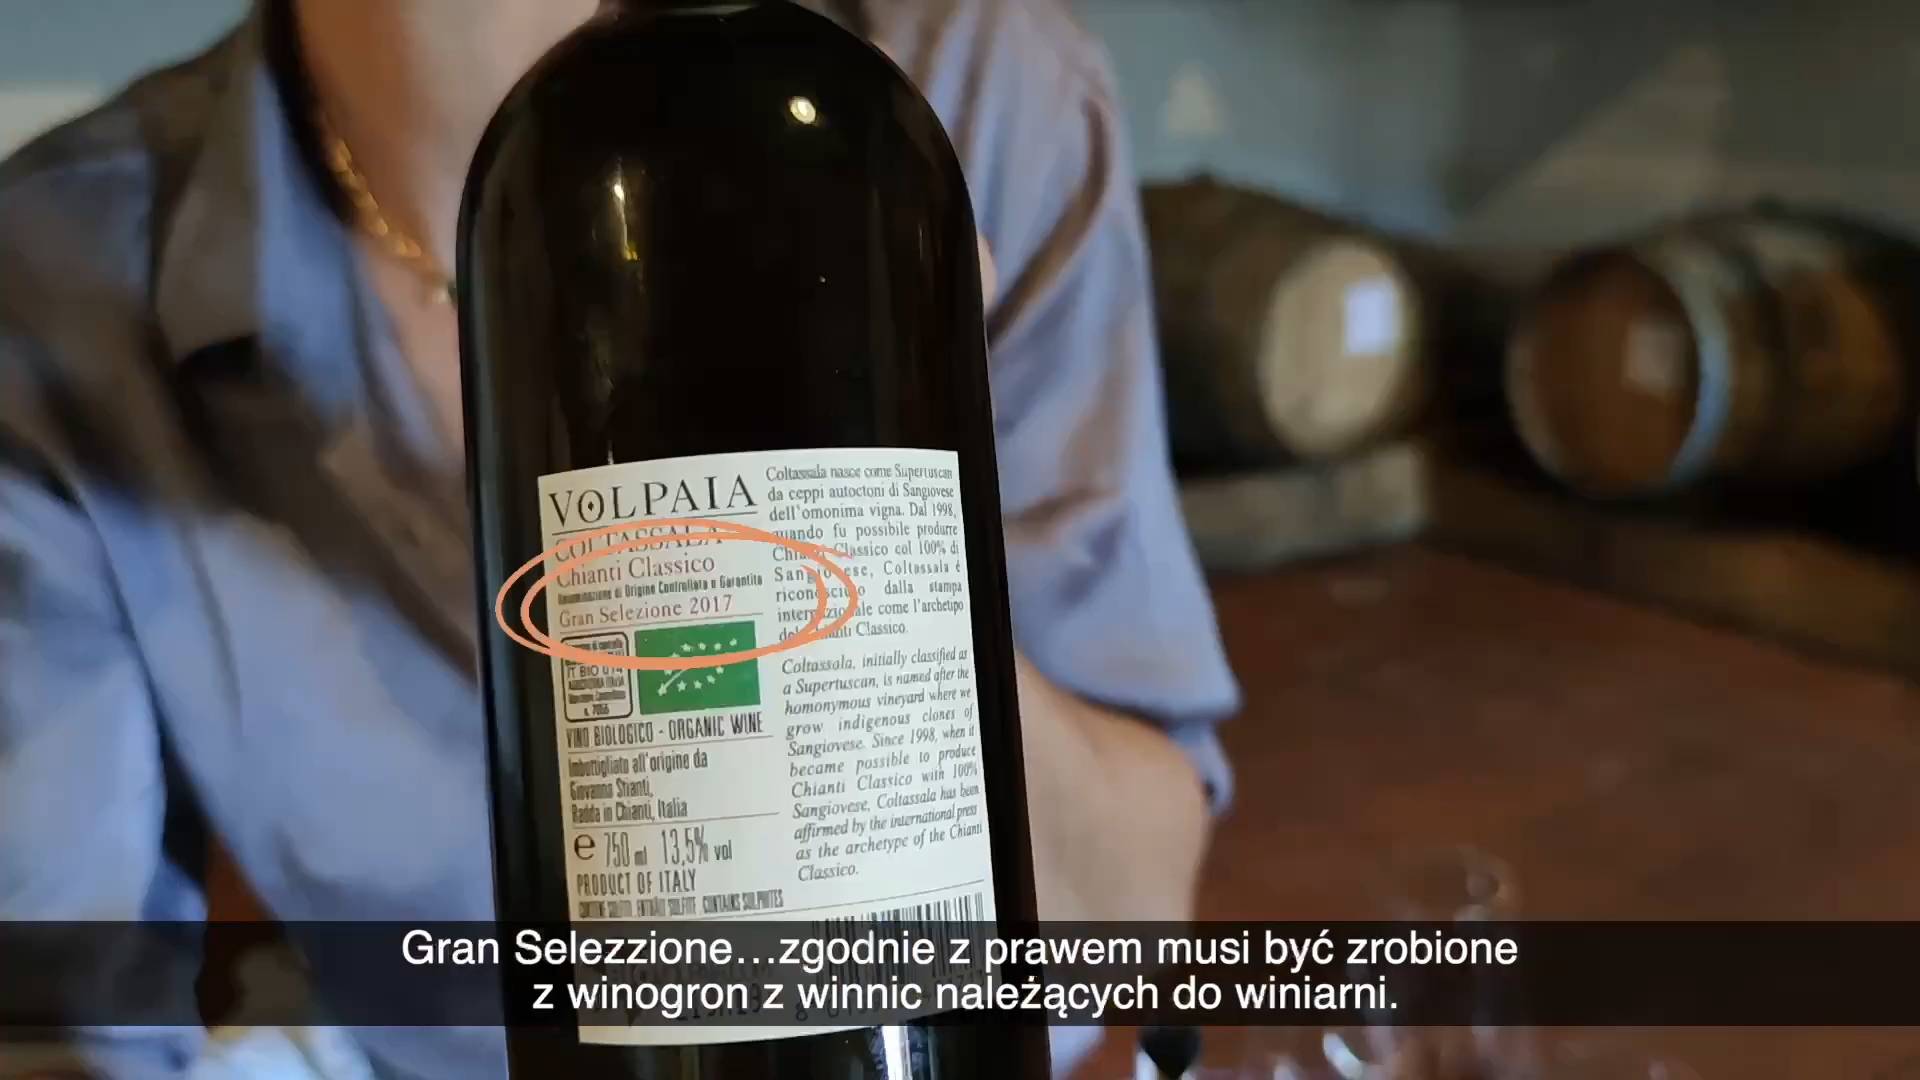 VOLPAIA
COLTASSALA
Chianti Classico
Denominazione di Origine Controllata e Garantita
Gran Selezione 2017
IT BIO 014
VINO BIOLOGICO - ORGANIC WINE
Imbottigliato all'origine da
Giovanna Stianti,
Radda in Chianti, Italia
e 750 ml 13,5% vol
PRODUCT OF ITALY
CONTAINS SULPHITES
Coltassala nasce come Supertuscan
da ceppi autoctoni di Sangiovese
dell'omonima vigna. Dal 1998,
quando fu possibile produrre
Chianti Classico col 100% di
Sangiovese, Coltassala è
riconosciuto dalla stampa
internazionale come l'archetipo
del Chianti Classico.
Coltassala, initially classified as
a Supertuscan, is named after the
homonymous vineyard where we
grow indigenous clones of
Sangiovese. Since 1998, when it
became possible to produce
Chianti Classico with 100%
Sangiovese, Coltassala has been
affirmed by the international press
as the archetype of the Chianti
Classico.
Gran Selezzione...zgodnie z prawem musi być zrobione
z winogron z winnic należących do winiarni.